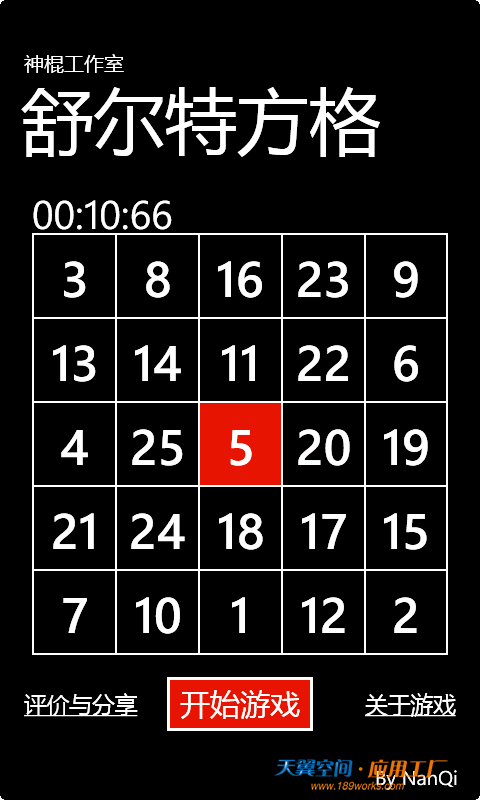 神棍工作室
舒尔特方格
00:10:66
3 8 16 23 9
13 14 11 22 6
4 25 5 20 19
21 24 18 17 15
7 10 1 12 2
评价与分享 开始游戏 关于游戏
天翼空间·应用工厂
By NanQi
www.189works.com